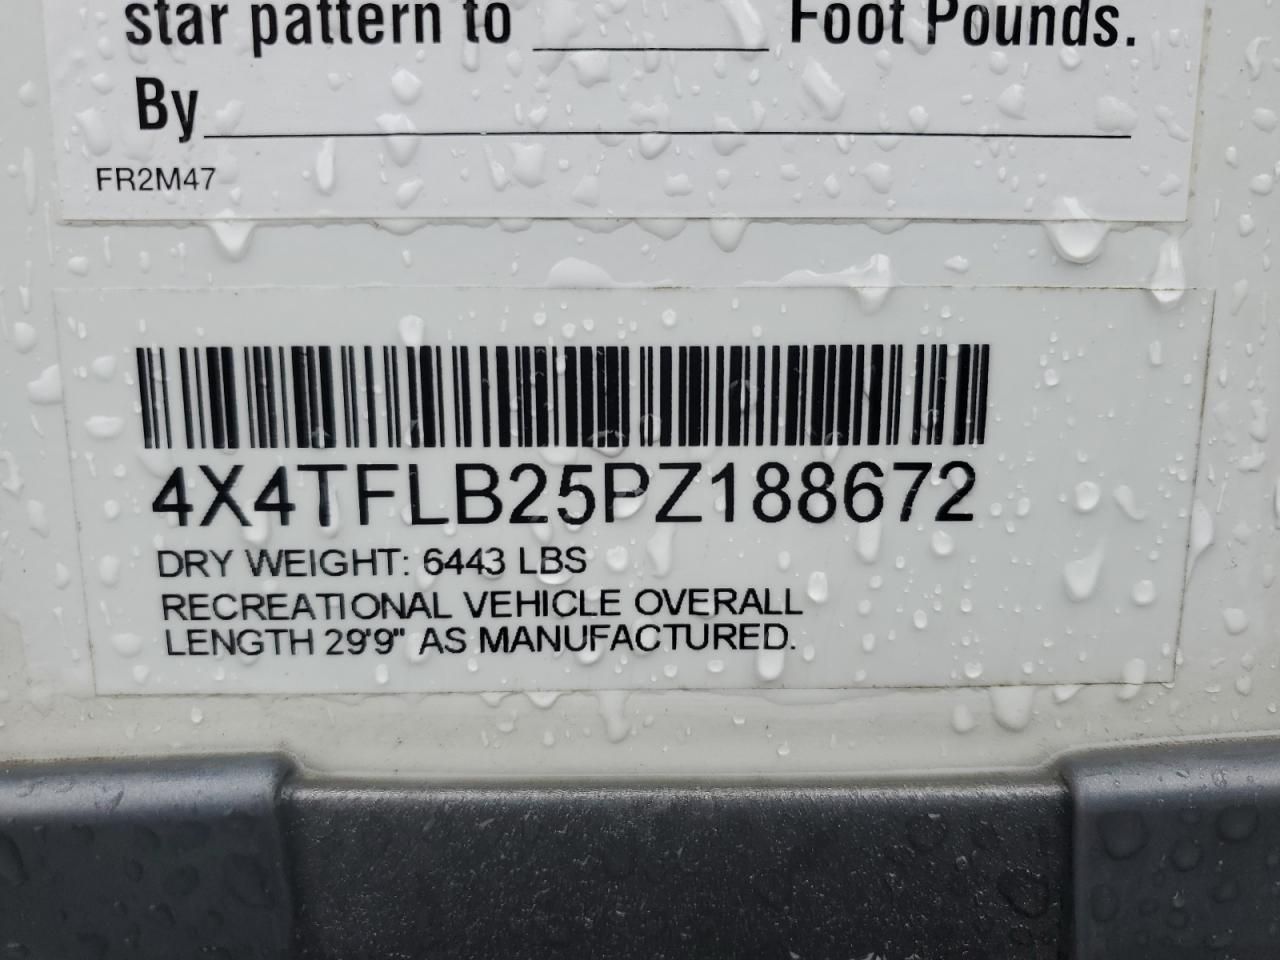 star pattern to ________ Foot Pounds.
By________________________________
FR2M47
4X4TFLB25PZ188672
DRY WEIGHT: 6443 LBS
RECREATIONAL VEHICLE OVERALL
LENGTH 29'9" AS MANUFACTURED.